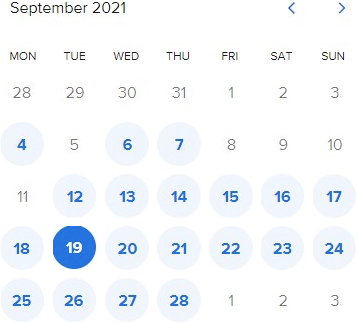 September 2021 < >
MON TUE WED THU FRI SAT SUN
28 29 30 31 1 2 3
4 5 6 7 8 9 10
11 12 13 14 15 16 17
18 19 20 21 22 23 24
25 26 27 28 1 2 3